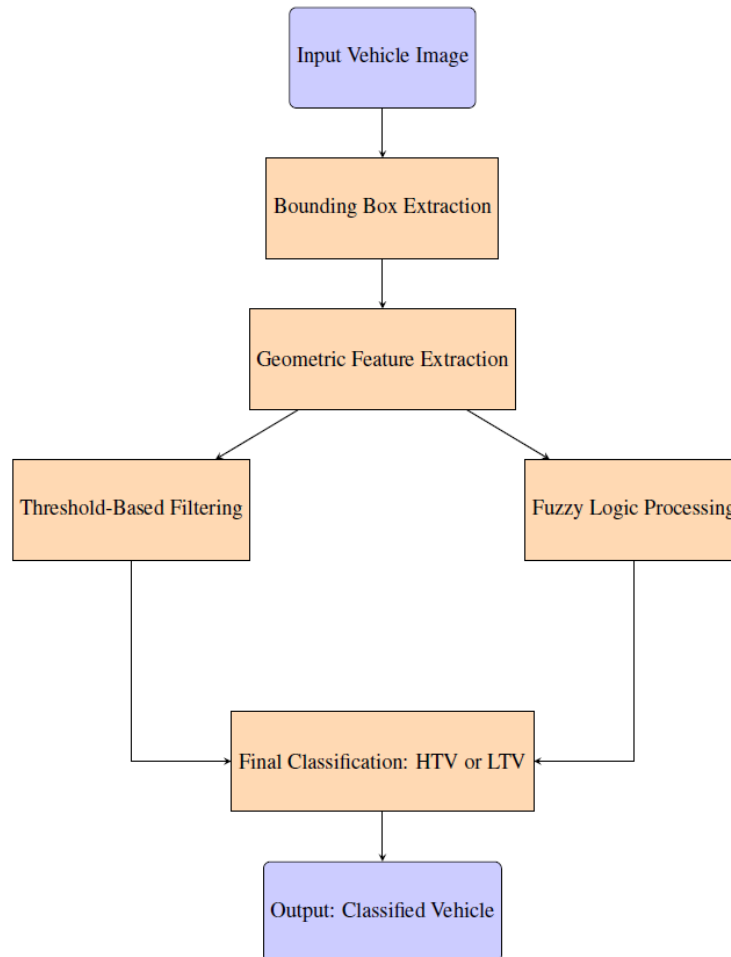 Input Vehicle Image
Bounding Box Extraction
Geometric Feature Extraction
Threshold-Based Filtering
Fuzzy Logic Processing
Final Classification: HTV or LTV
Output: Classified Vehicle